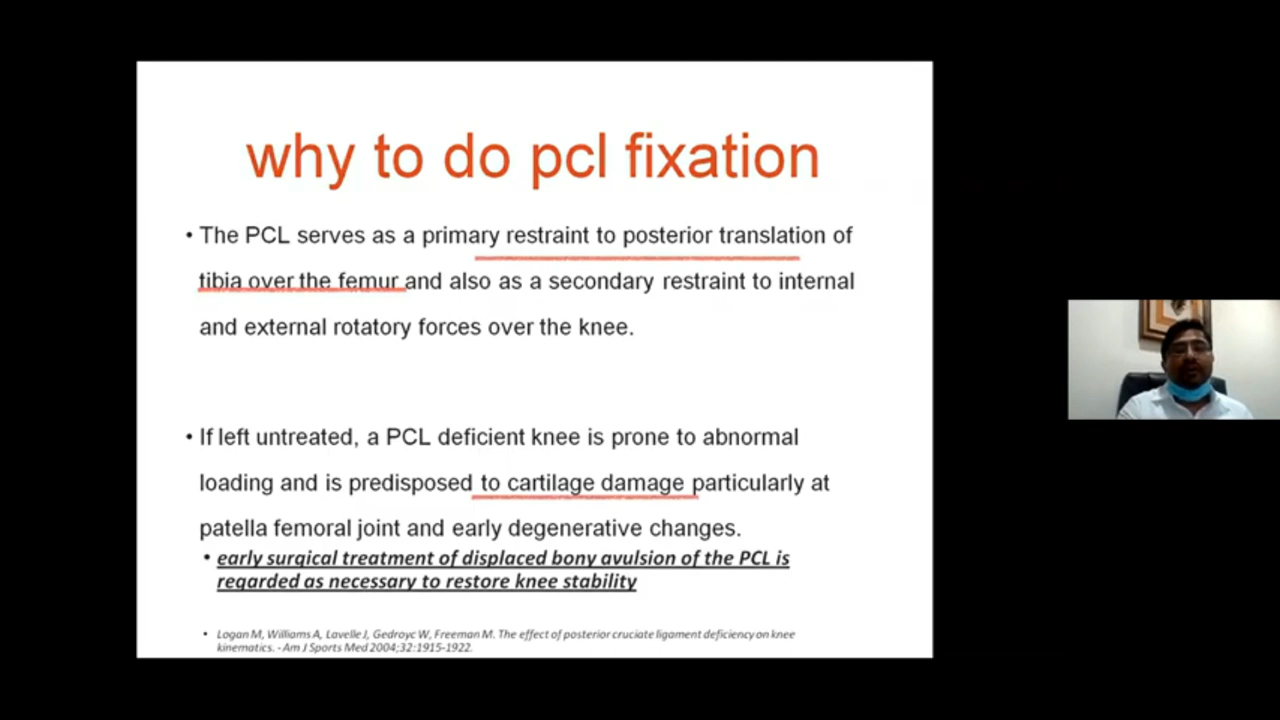 why to do pcl fixation
• The PCL serves as a primary restraint to posterior translation of
tibia over the femur and also as a secondary restraint to internal
and external rotatory forces over the knee.
• If left untreated, a PCL deficient knee is prone to abnormal
loading and is predisposed to cartilage damage particularly at
patella femoral joint and early degenerative changes.
• early surgical treatment of displaced bony avulsion of the PCL is
regarded as necessary to restore knee stability
• Logan M, Williams A, Lavelle J, Gedroyc W, Freeman M. The effect of posterior cruciate ligament deficiency on knee
kinematics. - Am J Sports Med 2004;32:1915-1922.